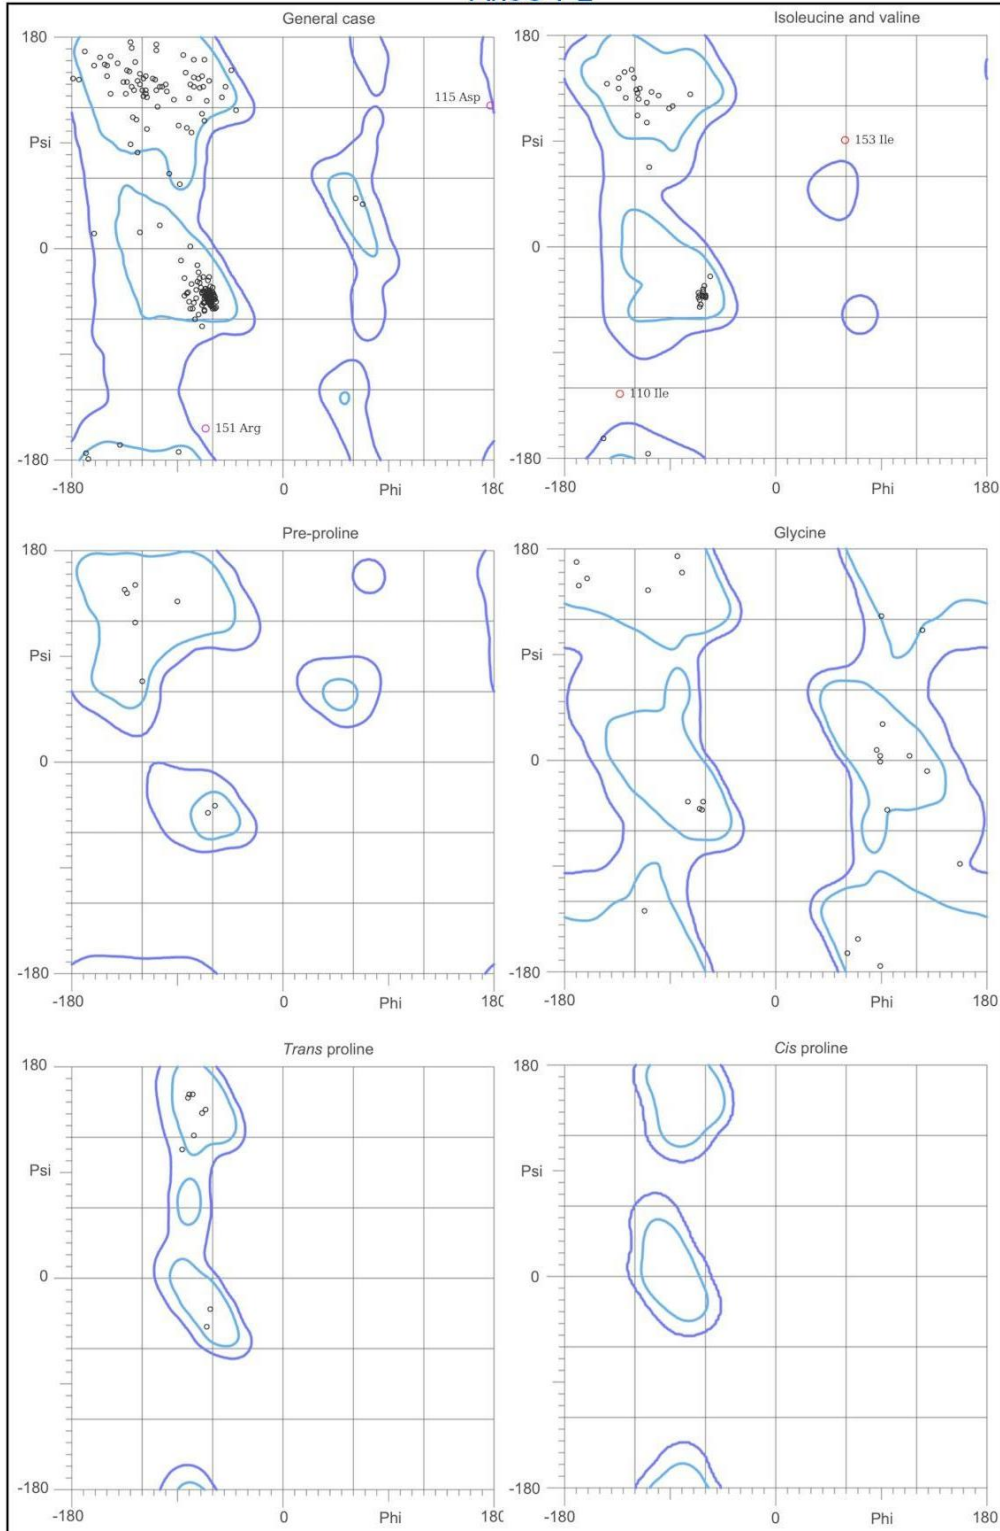 General case
180
115 Asp
Psi
0
151 Arg
-180
-180
0
Phi
180
Isoleucine and valine
180
Psi
153 Ile
0
110 Ile
-180
-180
0
Phi
180
Pre-proline
180
Psi
0
-180
-180
0
Phi
180
Glycine
180
Psi
0
-180
-180
0
Phi
180
Trans proline
180
Psi
0
-180
-180
0
Phi
180
Cis proline
180
Psi
0
-180
-180
0
Phi
180